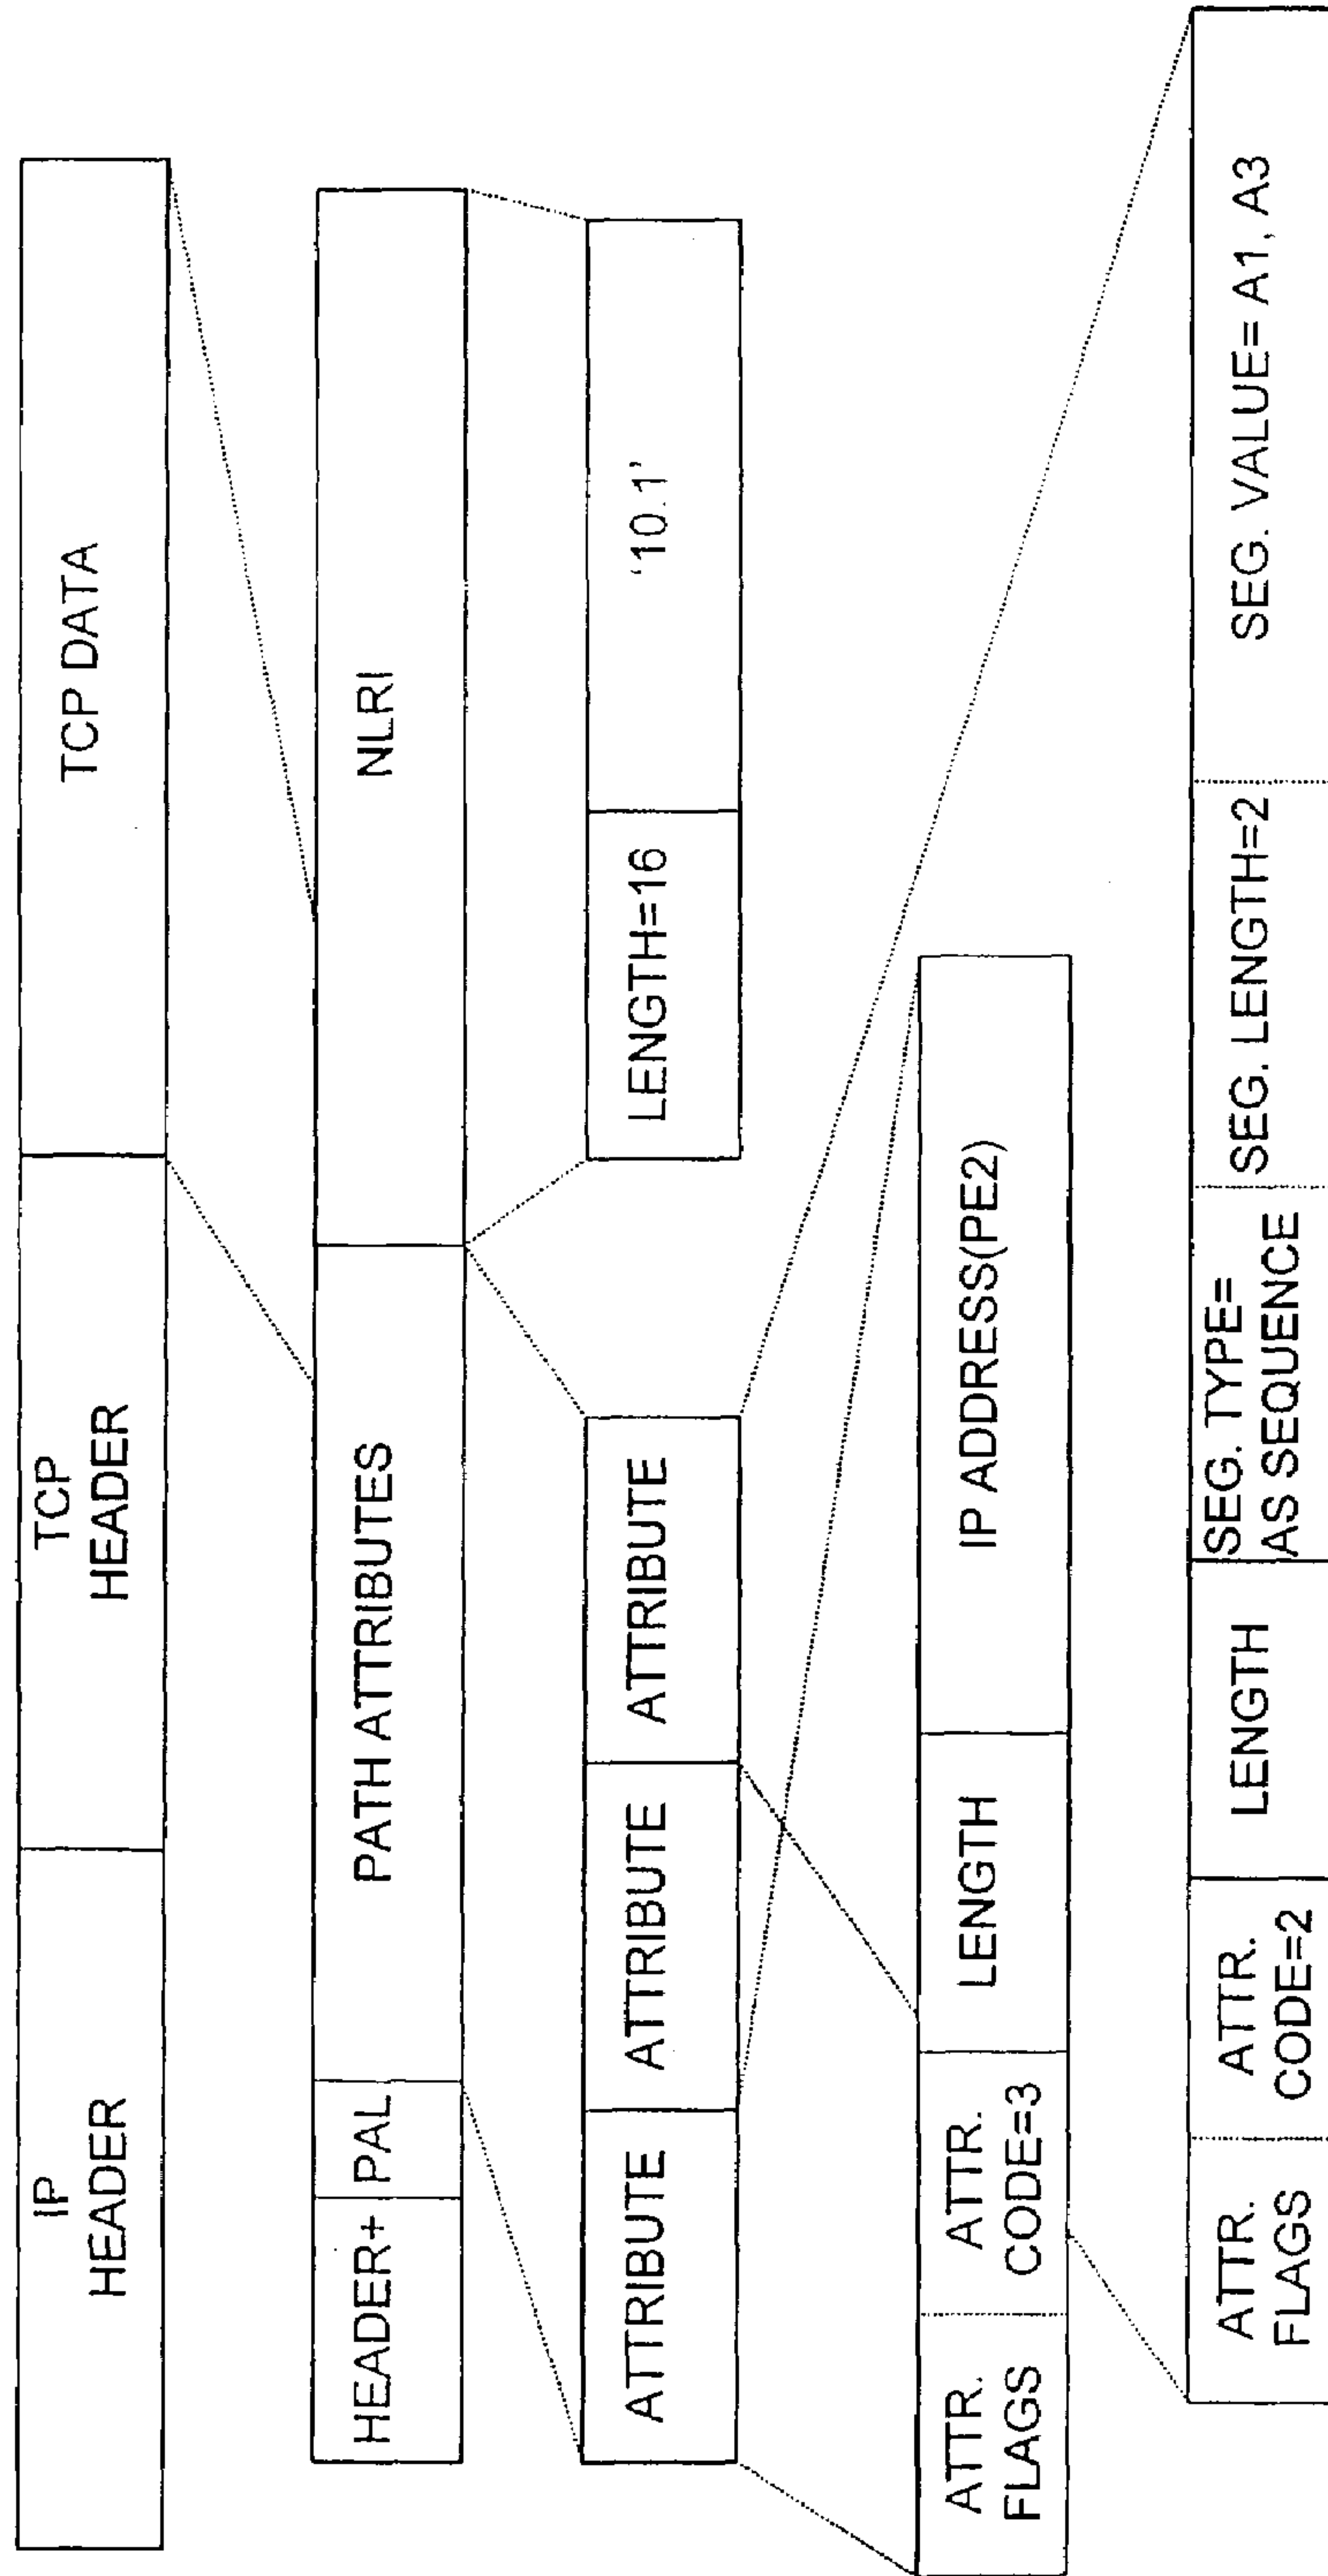 IP
HEADER
TCP
HEADER
TCP DATA
HEADER+
PAL
PATH ATTRIBUTES
NLRI
ATTRIBUTE
ATTRIBUTE
ATTRIBUTE
LENGTH=16
‘10.1’
ATTR.
FLAGS
ATTR.
CODE=3
LENGTH
IP ADDRESS(PE2)
ATTR.
FLAGS
ATTR.
CODE=2
LENGTH
SEG. TYPE=
AS SEQUENCE
SEG. LENGTH=2
SEG. VALUE= A1, A3